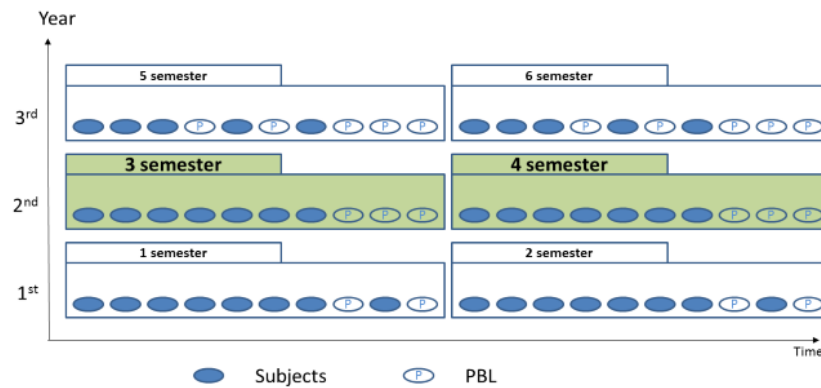 Year
5 semester
6 semester
3rd
P P P P P
P P P P P
3 semester
4 semester
2nd
P P P
P P P
1 semester
2 semester
1st
P P
P P
Time
Subjects
P PBL